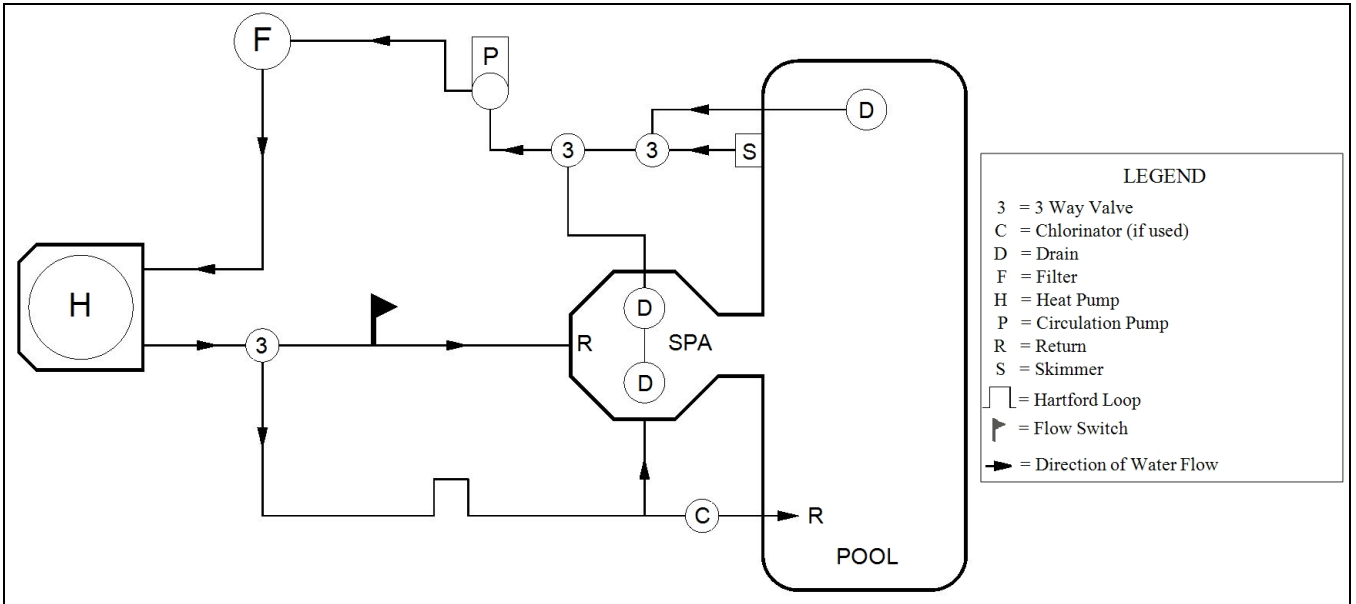 F
P
D
3
3
S
H
D
3
R
SPA
D
C
R
POOL
LEGEND
3 = 3 Way Valve
C = Chlorinator (if used)
D = Drain
F = Filter
H = Heat Pump
P = Circulation Pump
R = Return
S = Skimmer
= Hartford Loop
= Flow Switch
= Direction of Water Flow